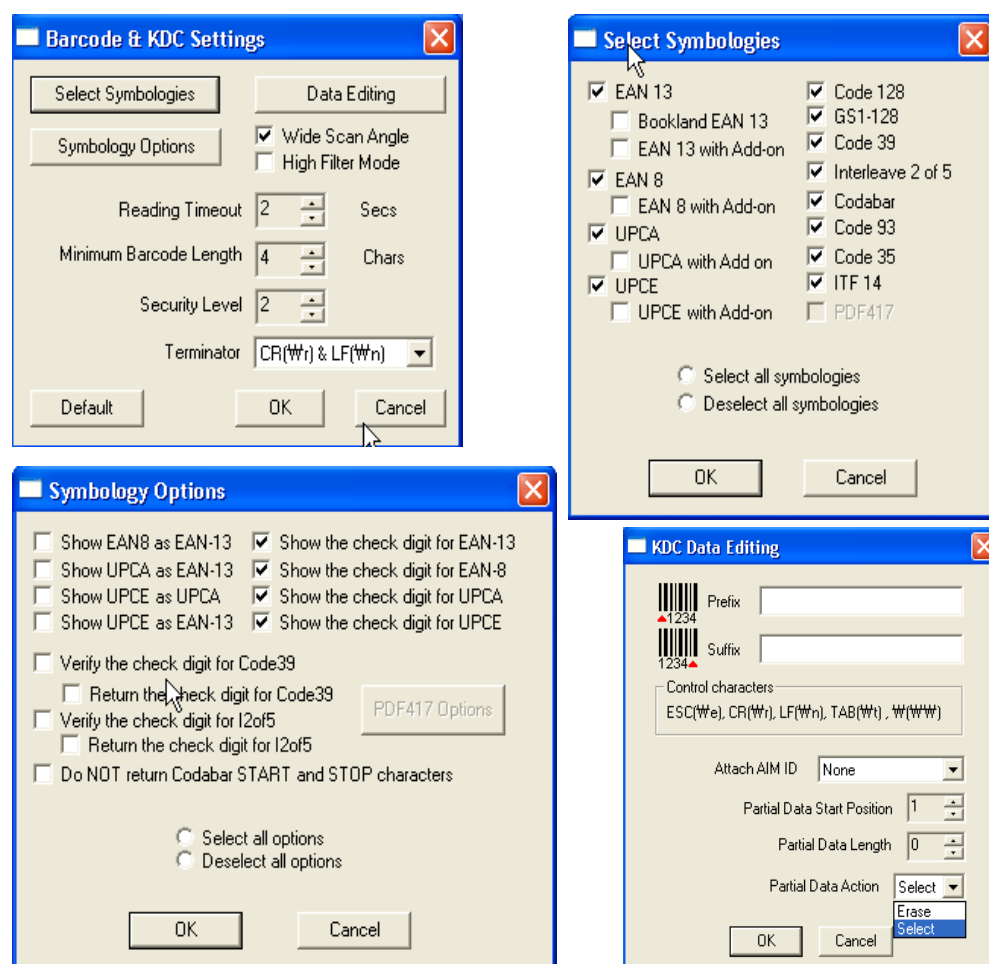 Barcode & KDC Settings
Select Symbologies
Data Editing
Symbology Options
Wide Scan Angle
High Filter Mode
Reading Timeout 2 Secs
Minimum Barcode Length 4 Chars
Security Level 2
Terminator CR(₩r) & LF(₩n)
Default OK Cancel
Select Symbologies
EAN 13
Bookland EAN 13
EAN 13 with Add-on
EAN 8
EAN 8 with Add-on
UPCA
UPCA with Add on
UPCE
UPCE with Add-on
Code 128
GS1-128
Code 39
Interleave 2 of 5
Codabar
Code 93
Code 35
ITF 14
PDF417
Select all symbologies
Deselect all symbologies
OK Cancel
Symbology Options
Show EAN8 as EAN-13
Show UPCA as EAN-13
Show UPCE as UPCA
Show UPCE as EAN-13
Show the check digit for EAN-13
Show the check digit for EAN-8
Show the check digit for UPCA
Show the check digit for UPCE
Verify the check digit for Code39
Return the check digit for Code39
Verify the check digit for I2of5
Return the check digit for I2of5
Do NOT return Codabar START and STOP characters
PDF417 Options
Select all options
Deselect all options
OK Cancel
KDC Data Editing
1234 Prefix
1234 Suffix
Control characters
ESC(₩e), CR(₩r), LF(₩n), TAB(₩t) , ₩(₩₩)
Attach AIM ID None
Partial Data Start Position 1
Partial Data Length 0
Partial Data Action Select
Erase
Select
OK Cancel